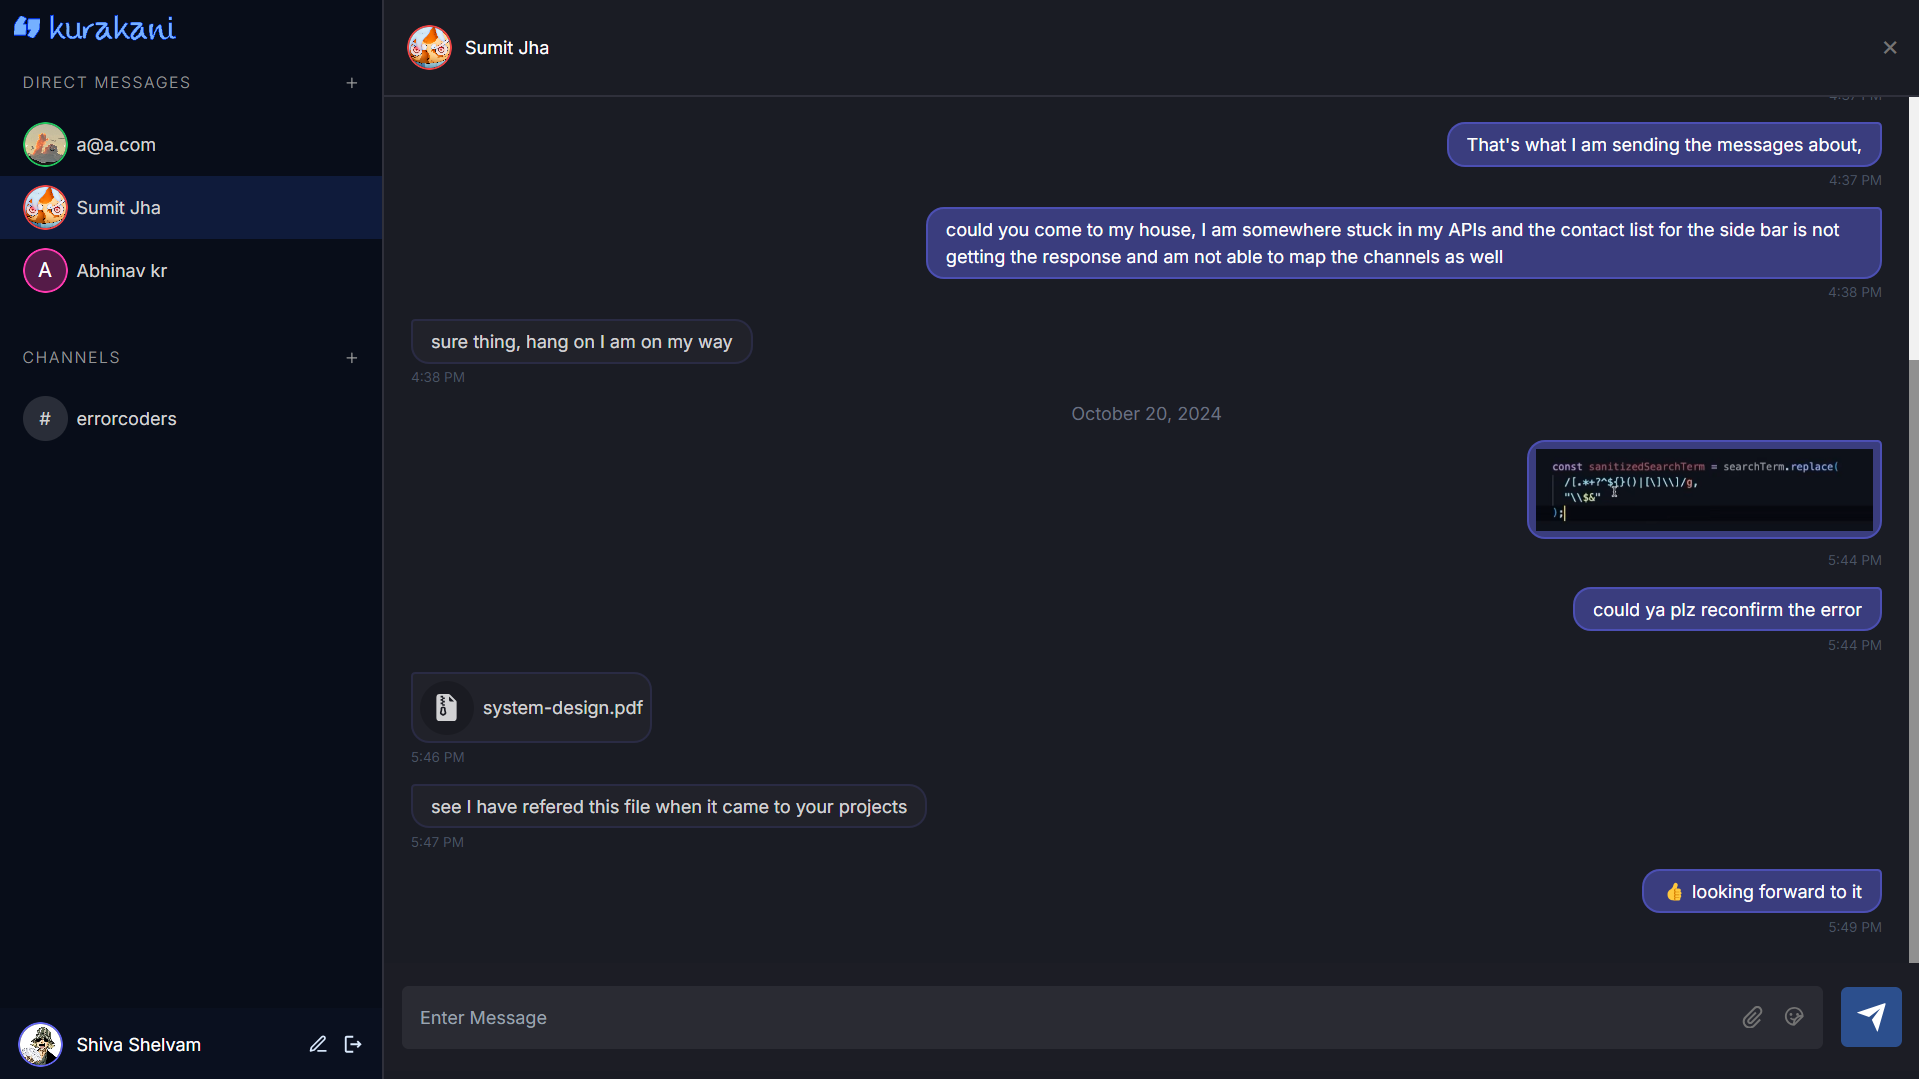 kurakani
DIRECT MESSAGES +
a@a.com
Sumit Jha
A Abhinav kr
CHANNELS +
# errorcoders
Shiva Shelvam
Sumit Jha
4:37 PM
That's what I am sending the messages about,
4:37 PM
could you come to my house, I am somewhere stuck in my APIs and the contact list for the side bar is not
getting the response and am not able to map the channels as well
4:38 PM
sure thing, hang on I am on my way
4:38 PM
October 20, 2024
const sanitizedSearchTerm = searchTerm.replace(
/[.*+?^${}()|[\]\\]/g,
"\\$&"
);
5:44 PM
could ya plz reconfirm the error
5:44 PM
system-design.pdf
5:46 PM
see I have refered this file when it came to your projects
5:47 PM
👍 looking forward to it
5:49 PM
Enter Message